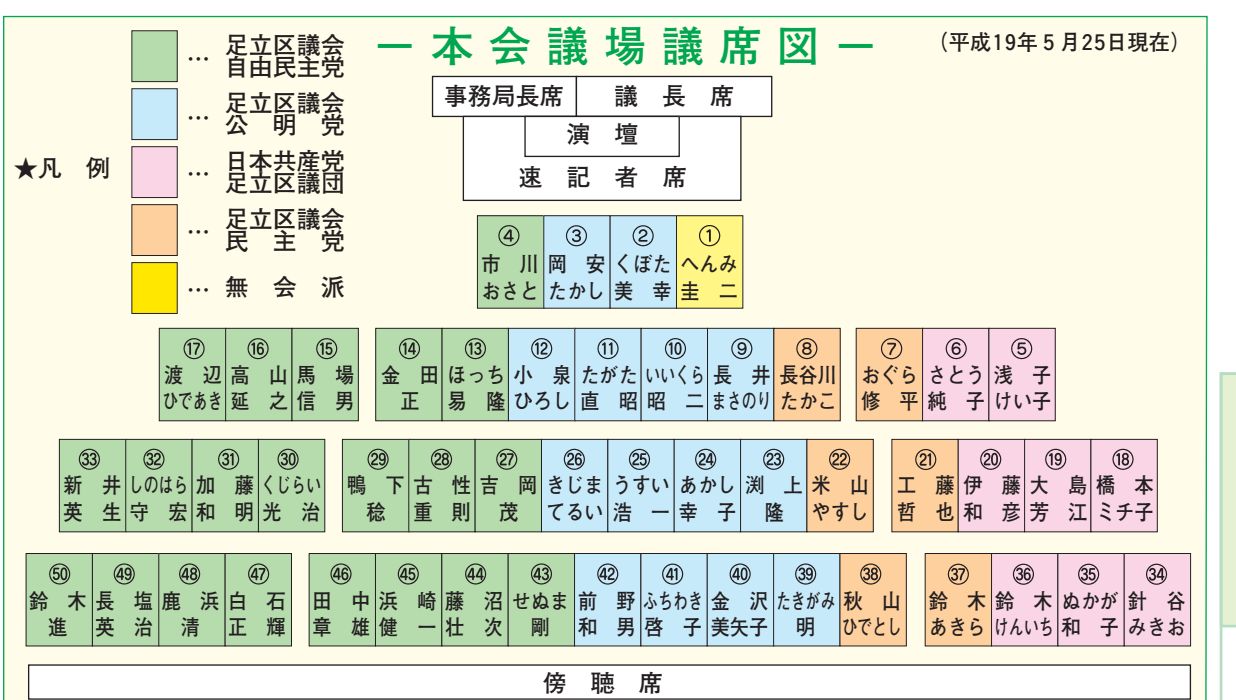 －本会議場議席図－
（平成19年５月25日現在）
★凡　例
… 足立区議会
自由民主党
… 足立区議会
公明党
… 日本共産党
足立区議団
… 足立区議会
民主党
… 無会派
事務局長席　議長席
演壇
速記者席
④　③　②　①
市川　岡安　くぼた　へんみ
おさと　たかし　美幸　圭二
⑰　⑯　⑮　⑭　⑬　⑫　⑪　⑩　⑨　⑧　⑦　⑥　⑤
渡辺　高山　馬場　金田　ほっち　小泉　たがた　いいくら　長井　長谷川　おぐら　さとう　浅子
ひであき　延之　信男　正　易隆　ひろし　直昭　昭二　まさのり　たかこ　修平　純子　けい子
㉝　㉜　㉛　㉚　㉙　㉘　㉗　㉖　㉕　㉔　㉓　㉒　㉑　⑳　⑲　⑱
新井　しのはら　加藤　くじらい　鴨下　古性　吉岡　きじま　うすい　あかし　渕上　米山　工藤　伊藤　大島　橋本
英生　守宏　和明　光治　稔　重則　茂　てるい　浩一　幸子　隆　やすし　哲也　和彦　芳江　ミチ子
㊿　㊾　㊽　㊼　㊻　㊺　㊹　㊸　㊷　㊶　㊵　㊴　㊳　㊲　㊱　㉟　㉞
鈴木　長塩　鹿浜　白石　田中　浜崎　藤沼　せぬま　前野　ふちわき　金沢　たきがみ　秋山　鈴木　鈴木　ぬかが　針谷
進　英治　清　正輝　章雄　健一　壮次　剛　和男　啓子　美矢子　明　ひでとし　あきら　けんいち　和子　みきお
傍聴席